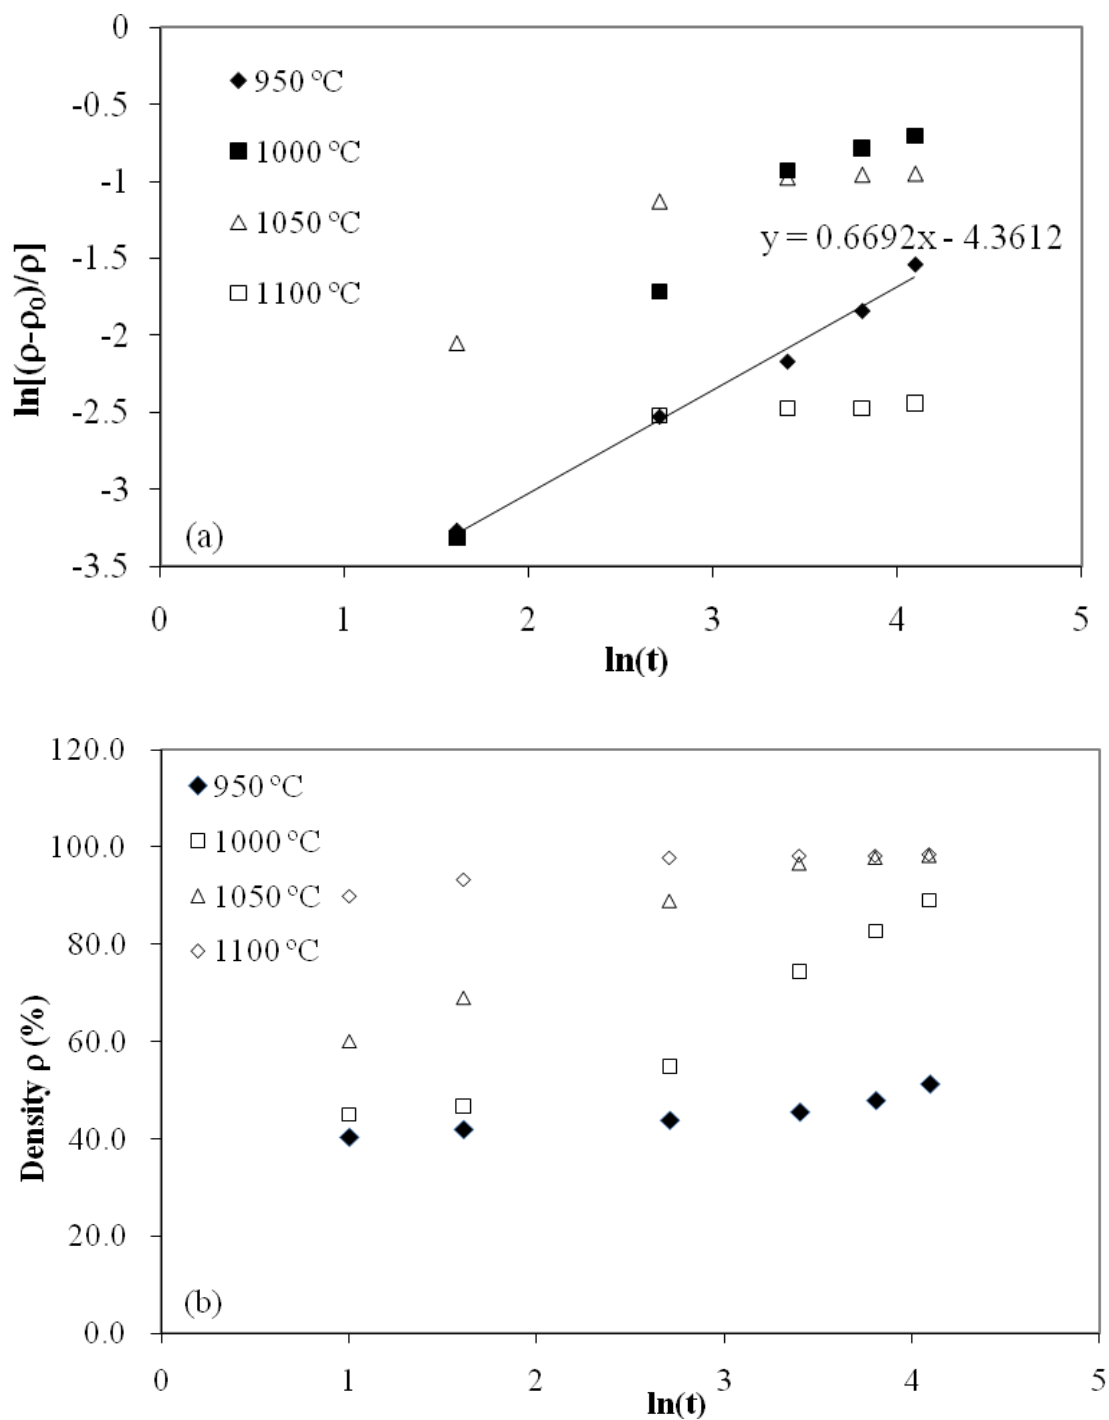 0
-0.5
-1
-1.5
-2
-2.5
-3
-3.5
ln[(ρ-ρ₀)/ρ]
950 °C
1000 °C
1050 °C
1100 °C
y = 0.6692x - 4.3612
(a)
0 1 2 3 4 5
ln(t)
120.0
100.0
80.0
60.0
40.0
20.0
0.0
Density ρ (%)
950 °C
1000 °C
1050 °C
1100 °C
(b)
0 1 2 3 4 5
ln(t)